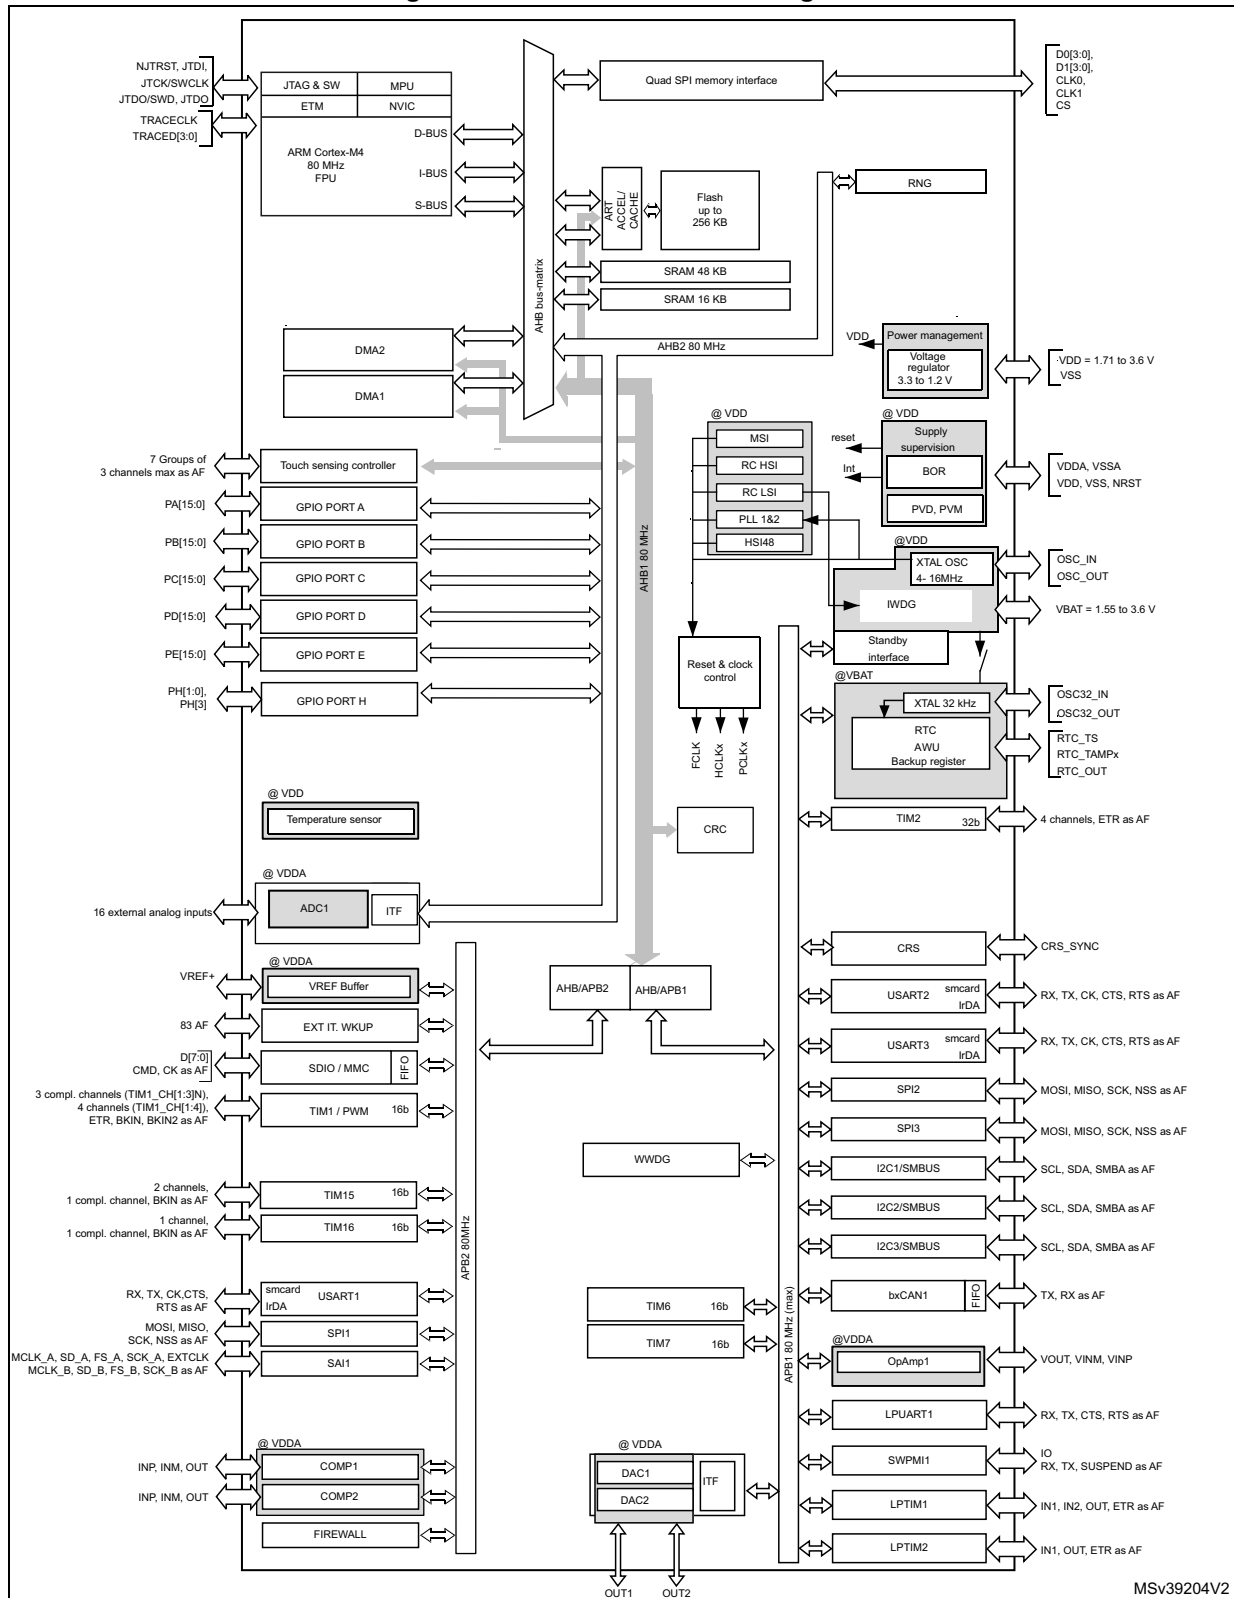 NJTRST, JTDI,
JTCK/SWCLK
JTDO/SWD, JTDO
TRACECLK
TRACED[3:0]
JTAG & SW
MPU
ETM
NVIC
ARM Cortex-M4
80 MHz
FPU
D-BUS
I-BUS
S-BUS
AHB bus-matrix
Quad SPI memory interface
D0[3:0],
D1[3:0],
CLK0,
CLK1
CS
ART
ACCEL/
CACHE
Flash
up to
256 KB
RNG
SRAM 48 KB
SRAM 16 KB
AHB2 80 MHz
DMA2
DMA1
VDD
Power management
Voltage
regulator
3.3 to 1.2 V
VDD = 1.71 to 3.6 V
VSS
@ VDD
MSI
RC HSI
RC LSI
PLL 1&2
HSI48
@ VDD
reset
Int
Supply
supervision
BOR
PVD, PVM
VDDA, VSSA
VDD, VSS, NRST
7 Groups of
3 channels max as AF
Touch sensing controller
PA[15:0]
GPIO PORT A
PB[15:0]
GPIO PORT B
PC[15:0]
GPIO PORT C
PD[15:0]
GPIO PORT D
PE[15:0]
GPIO PORT E
PH[1:0],
PH[3]
GPIO PORT H
AHB1 80 MHz
@VDD
XTAL OSC
4- 16MHz
IWDG
OSC_IN
OSC_OUT
VBAT = 1.55 to 3.6 V
Standby
interface
Reset & clock
control
FCLK
HCLKx
PCLKx
@VBAT
XTAL 32 kHz
RTC
AWU
Backup register
OSC32_IN
OSC32_OUT
RTC_TS
RTC_TAMPx
RTC_OUT
@ VDD
Temperature sensor
CRC
TIM2
32b
4 channels, ETR as AF
@ VDDA
16 external analog inputs
ADC1
ITF
CRS
CRS_SYNC
@ VDDA
VREF+
VREF Buffer
AHB/APB2
AHB/APB1
USART2
smcard
IrDA
RX, TX, CK, CTS, RTS as AF
83 AF
EXT IT. WKUP
USART3
smcard
IrDA
RX, TX, CK, CTS, RTS as AF
D[7:0]
CMD, CK as AF
SDIO / MMC
FIFO
SPI2
MOSI, MISO, SCK, NSS as AF
3 compl. channels (TIM1_CH[1:3]N),
4 channels (TIM1_CH[1:4]),
ETR, BKIN, BKIN2 as AF
TIM1 / PWM
16b
SPI3
MOSI, MISO, SCK, NSS as AF
WWDG
I2C1/SMBUS
SCL, SDA, SMBA as AF
2 channels,
1 compl. channel, BKIN as AF
TIM15
16b
I2C2/SMBUS
SCL, SDA, SMBA as AF
1 channel,
1 compl. channel, BKIN as AF
TIM16
16b
I2C3/SMBUS
SCL, SDA, SMBA as AF
APB2 80MHz
APB1 80 MHz (max)
RX, TX, CK,CTS,
RTS as AF
smcard
IrDA
USART1
TIM6
16b
bxCAN1
FIFO
TX, RX as AF
MOSI, MISO,
SCK, NSS as AF
SPI1
TIM7
16b
@VDDA
OpAmp1
VOUT, VINM, VINP
MCLK_A, SD_A, FS_A, SCK_A, EXTCLK
MCLK_B, SD_B, FS_B, SCK_B as AF
SAI1
LPUART1
RX, TX, CTS, RTS as AF
@ VDDA
INP, INM, OUT
COMP1
INP, INM, OUT
COMP2
FIREWALL
@ VDDA
DAC1
DAC2
ITF
OUT1
OUT2
SWPMI1
IO
RX, TX, SUSPEND as AF
LPTIM1
IN1, IN2, OUT, ETR as AF
LPTIM2
IN1, OUT, ETR as AF
MSv39204V2